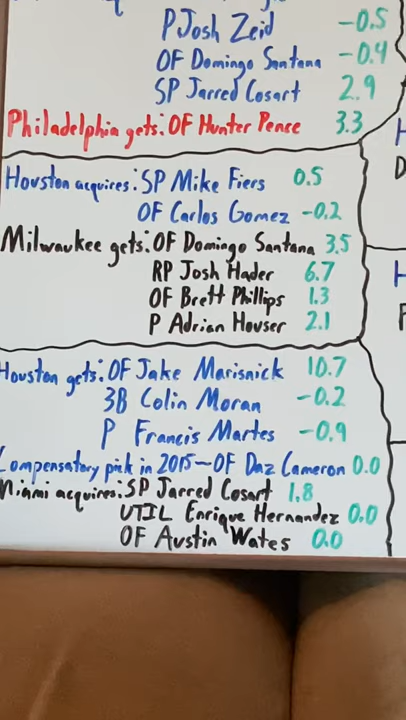 P Josh Zeid -0.5
OF Domingo Santana -0.4
SP Jarred Cosart 2.9
Philadelphia gets: OF Hunter Pence 3.3
Houston acquires: SP Mike Fiers 0.5
OF Carlos Gomez -0.2
Milwaukee gets: OF Domingo Santana 3.5
RP Josh Hader 6.7
OF Brett Phillips 1.3
P Adrian Houser 2.1
Houston gets: OF Jake Marisnick 10.7
3B Colin Moran -0.2
P Francis Martes -0.9
Compensatory pick in 2015-OF Daz Cameron 0.0
Miami acquires: SP Jarred Cosart 1.8
UTIL Enrique Hernandez 0.0
OF Austin Wates 0.0